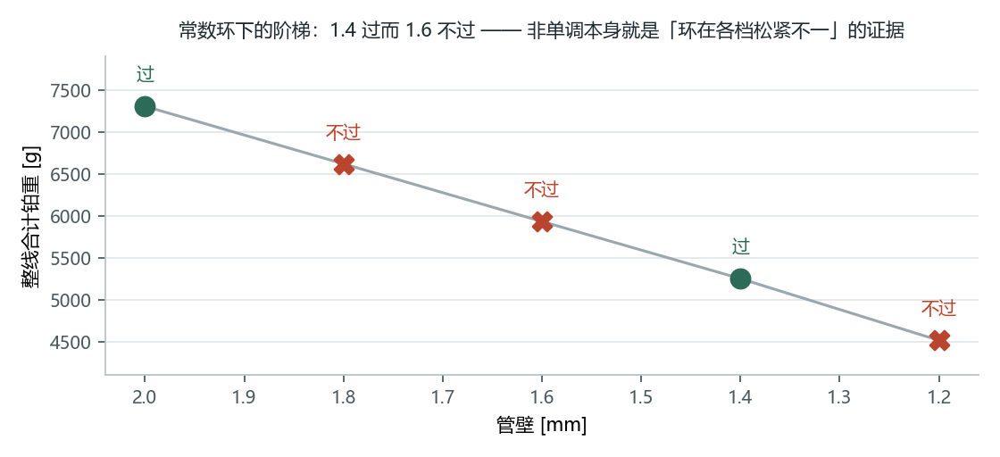 常数环下的阶梯：1.4 过而 1.6 不过 —— 非单调本身就是「环在各档松紧不一」的证据
过
不过
不过
过
不过
整线合计铂重 [g]
7500
7000
6500
6000
5500
5000
4500
2.0 1.9 1.8 1.7 1.6 1.5 1.4 1.3 1.2
管壁 [mm]